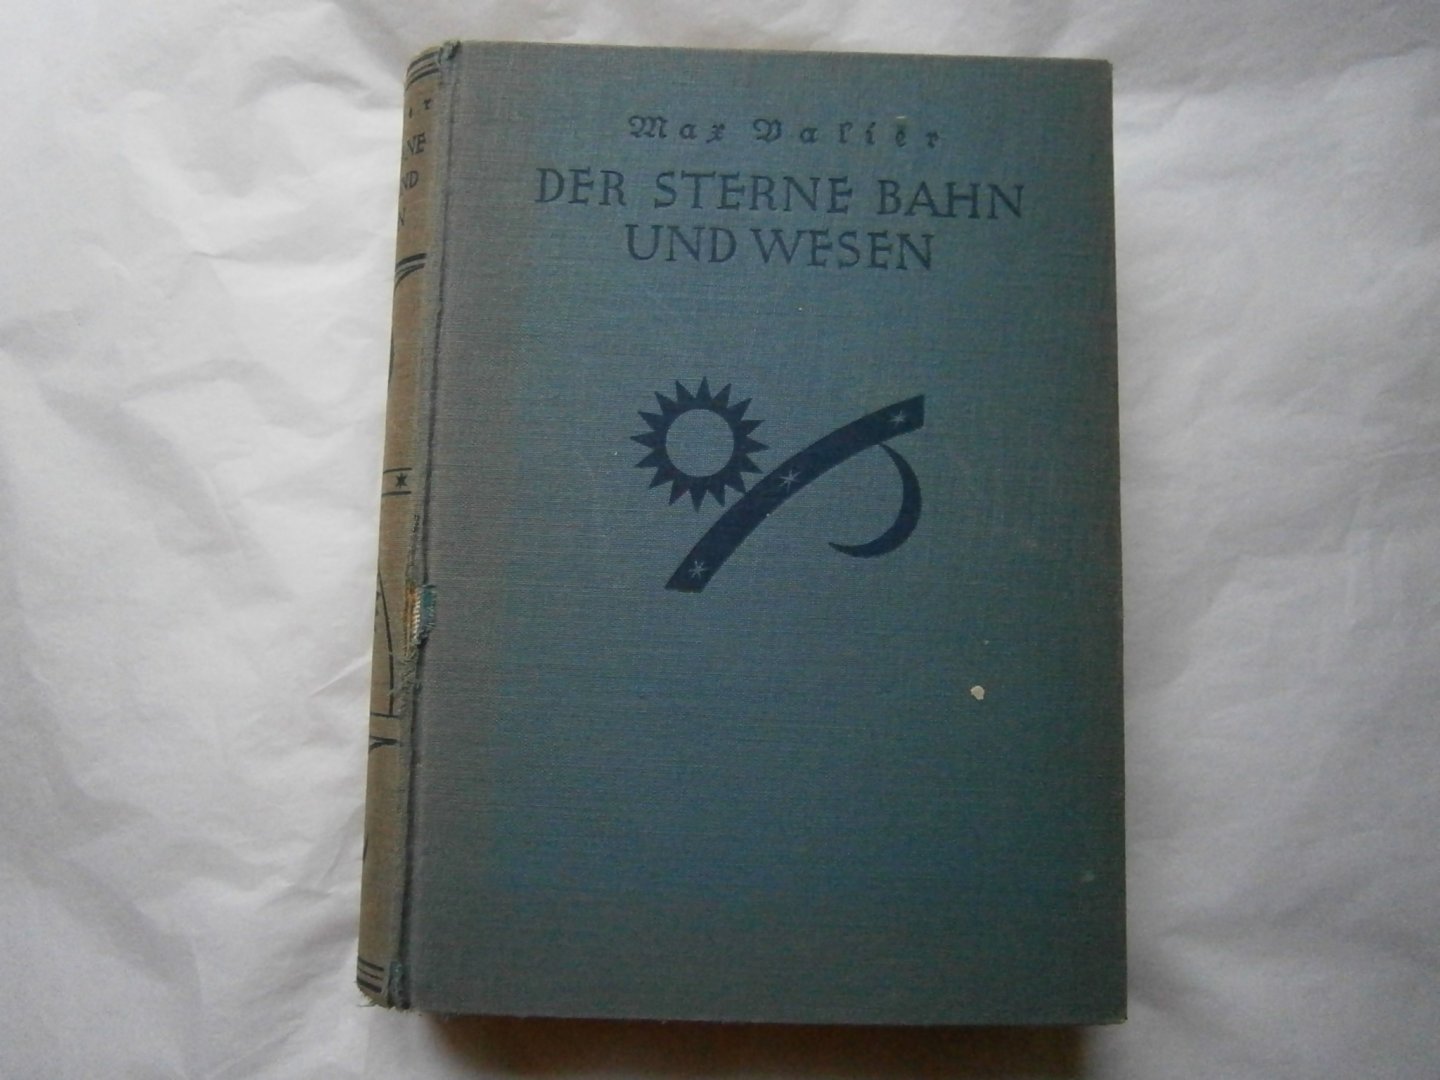 Max Valier
DER STERNE BAHN
UND WESEN